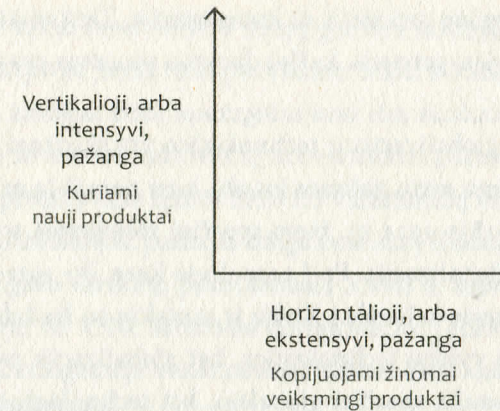 Vertikalioji, arba
intensyvi,
pažanga
Kuriami
nauji produktai
Horizontalioji, arba
ekstensyvi, pažanga
Kopijuojami žinomai
veiksmingi produktai